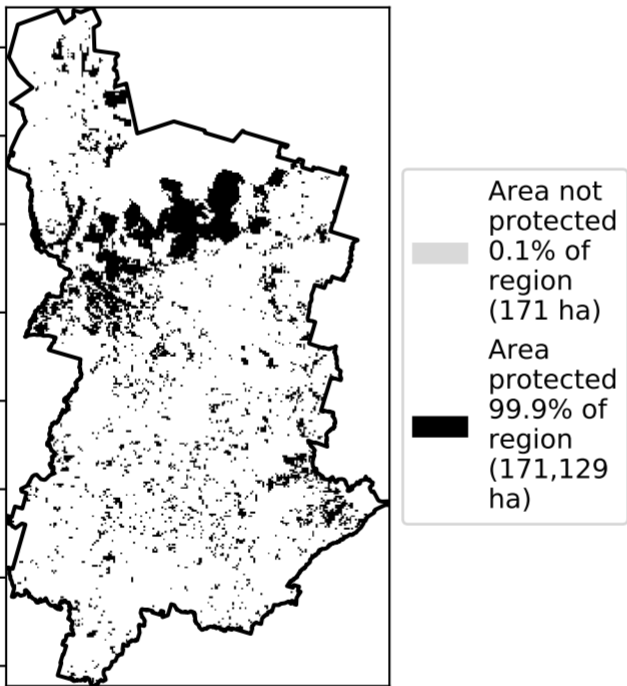 Area not
protected
0.1% of
region
(171 ha)
Area
protected
99.9% of
region
(171,129
ha)